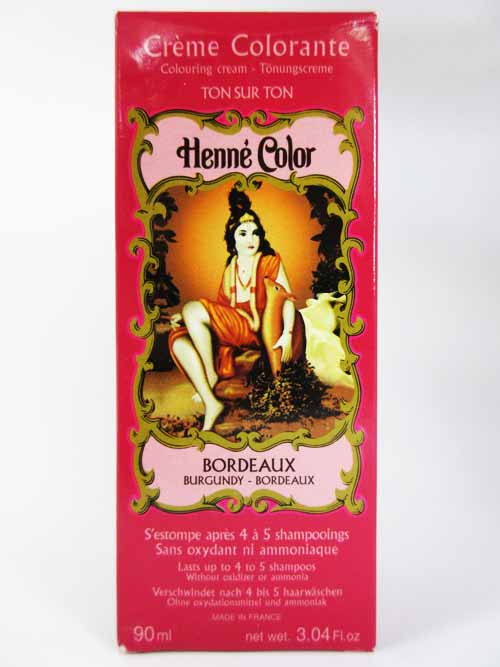 Crème Colorante
Colouring cream - Tönungscreme
TON SUR TON
Henné Color
BORDEAUX
BURGUNDY - BORDEAUX
S'estompe après 4 à 5 shampooings
Sans oxydant ni ammoniaque
Lasts up to 4 to 5 shampoos
Without oxidizer or ammonia
Verschwindet nach 4 bis 5 haarwäschen
Ohne oxydationsmittel und ammoniak
MADE IN FRANCE
90ml net wt. 3.04 Fl.oz